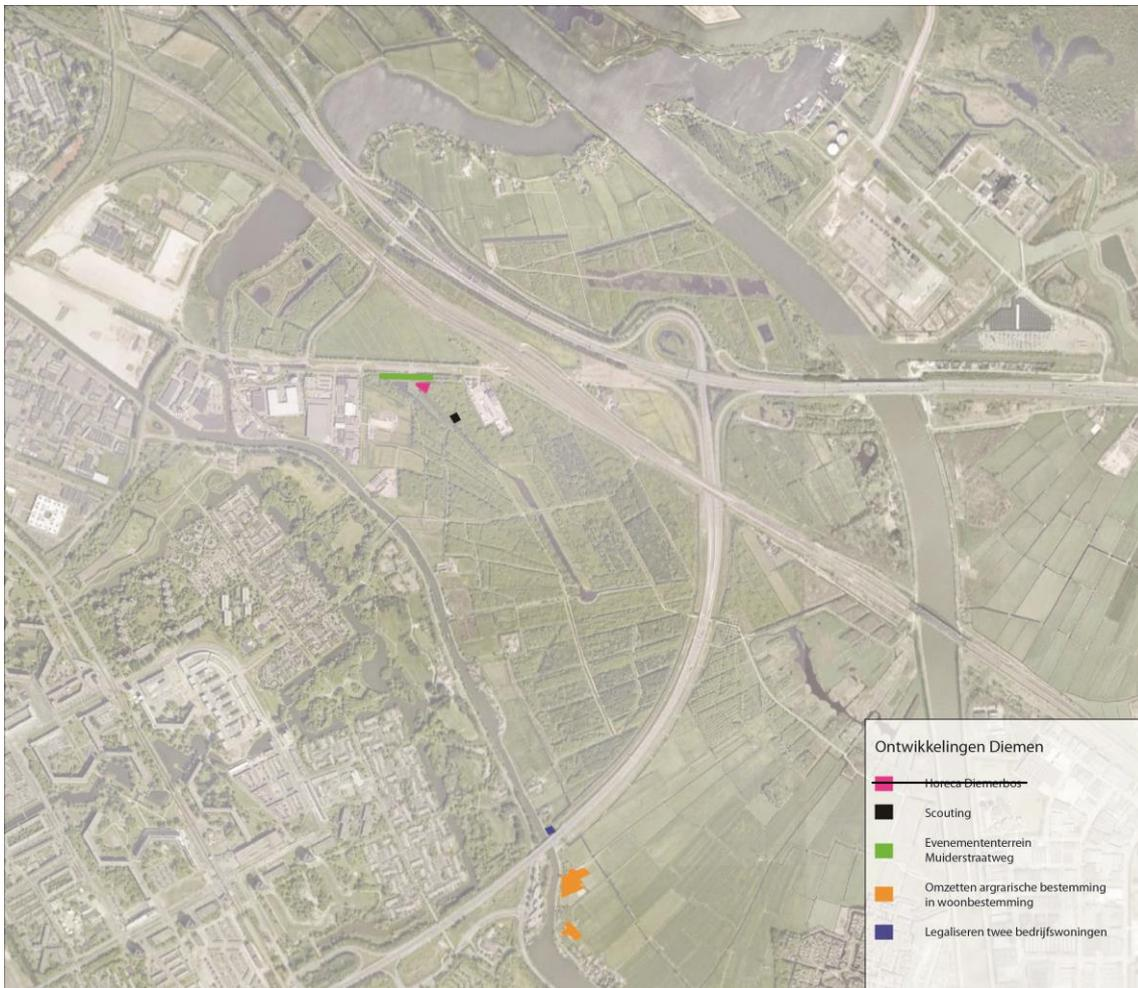 Ontwikkelingen Diemen
Horeca Diemerbos
Scouting
Evenemententerrein
Muiderstraatweg
Omzetten argrarische bestemming
in woonbestemming
Legaliseren twee bedrijfswoningen